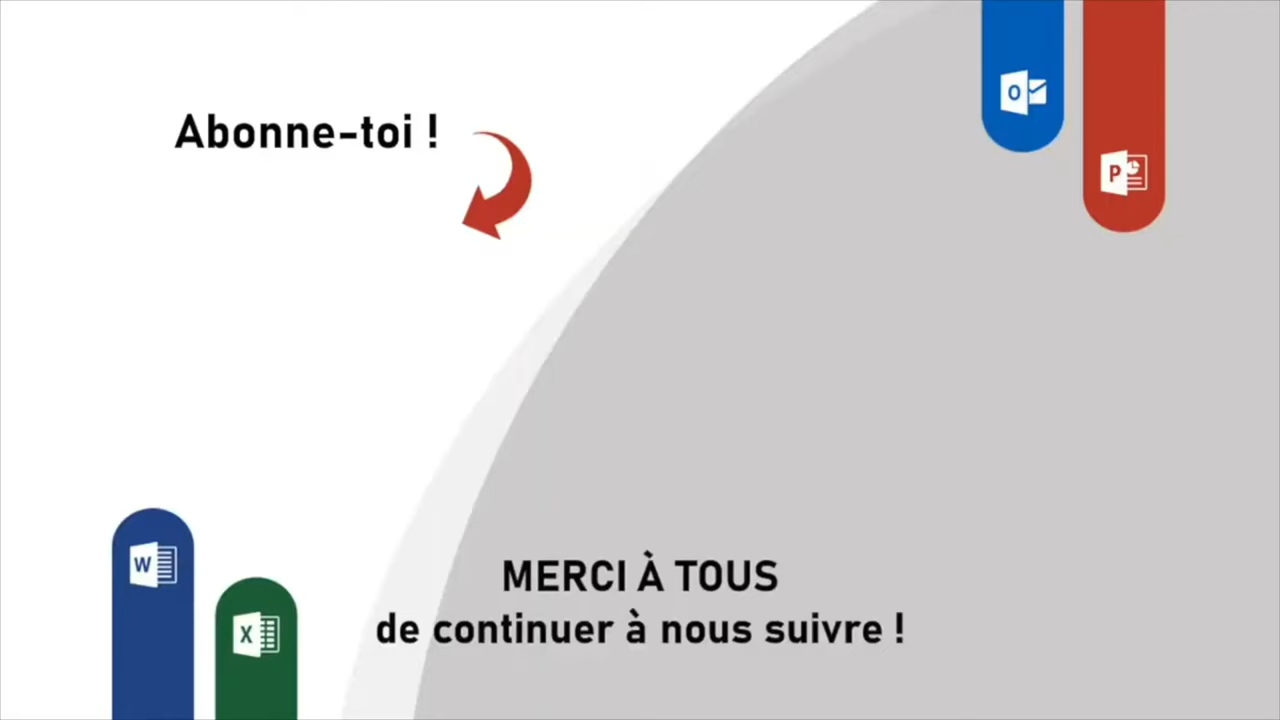 Abonne-toi !
O
P
W
X
MERCI À TOUS
de continuer à nous suivre !